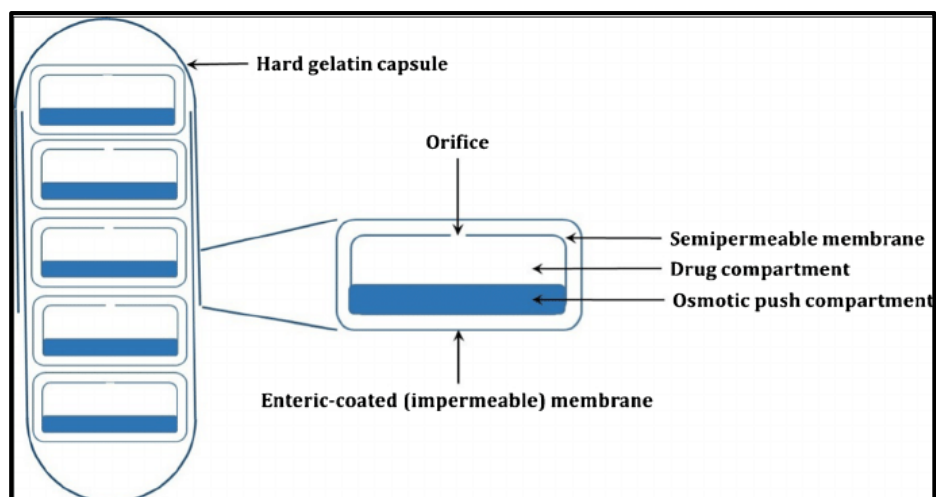 Hard gelatin capsule
Orifice
Semipermeable membrane
Drug compartment
Osmotic push compartment
Enteric-coated (impermeable) membrane